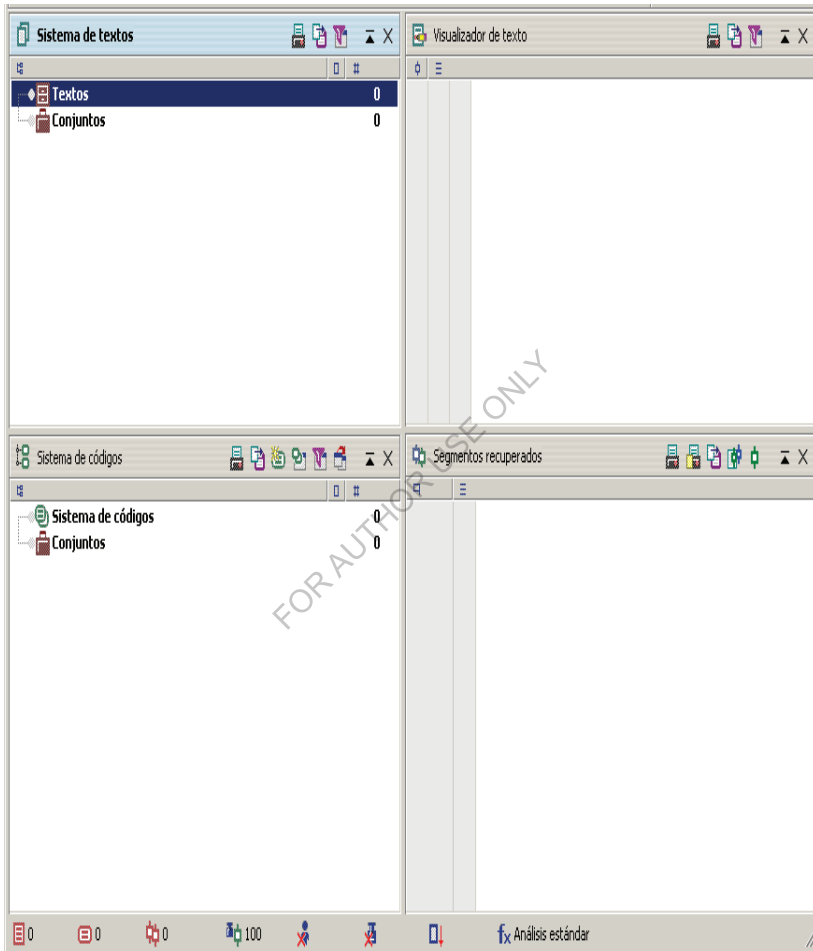 Sistema de textos
Textos 0
Conjuntos 0
Visualizador de texto
Sistema de códigos
Sistema de códigos 0
Conjuntos 0
Segmentos recuperados
FOR AUTHOR USE ONLY
0 0 0 100 fx Análisis estándar